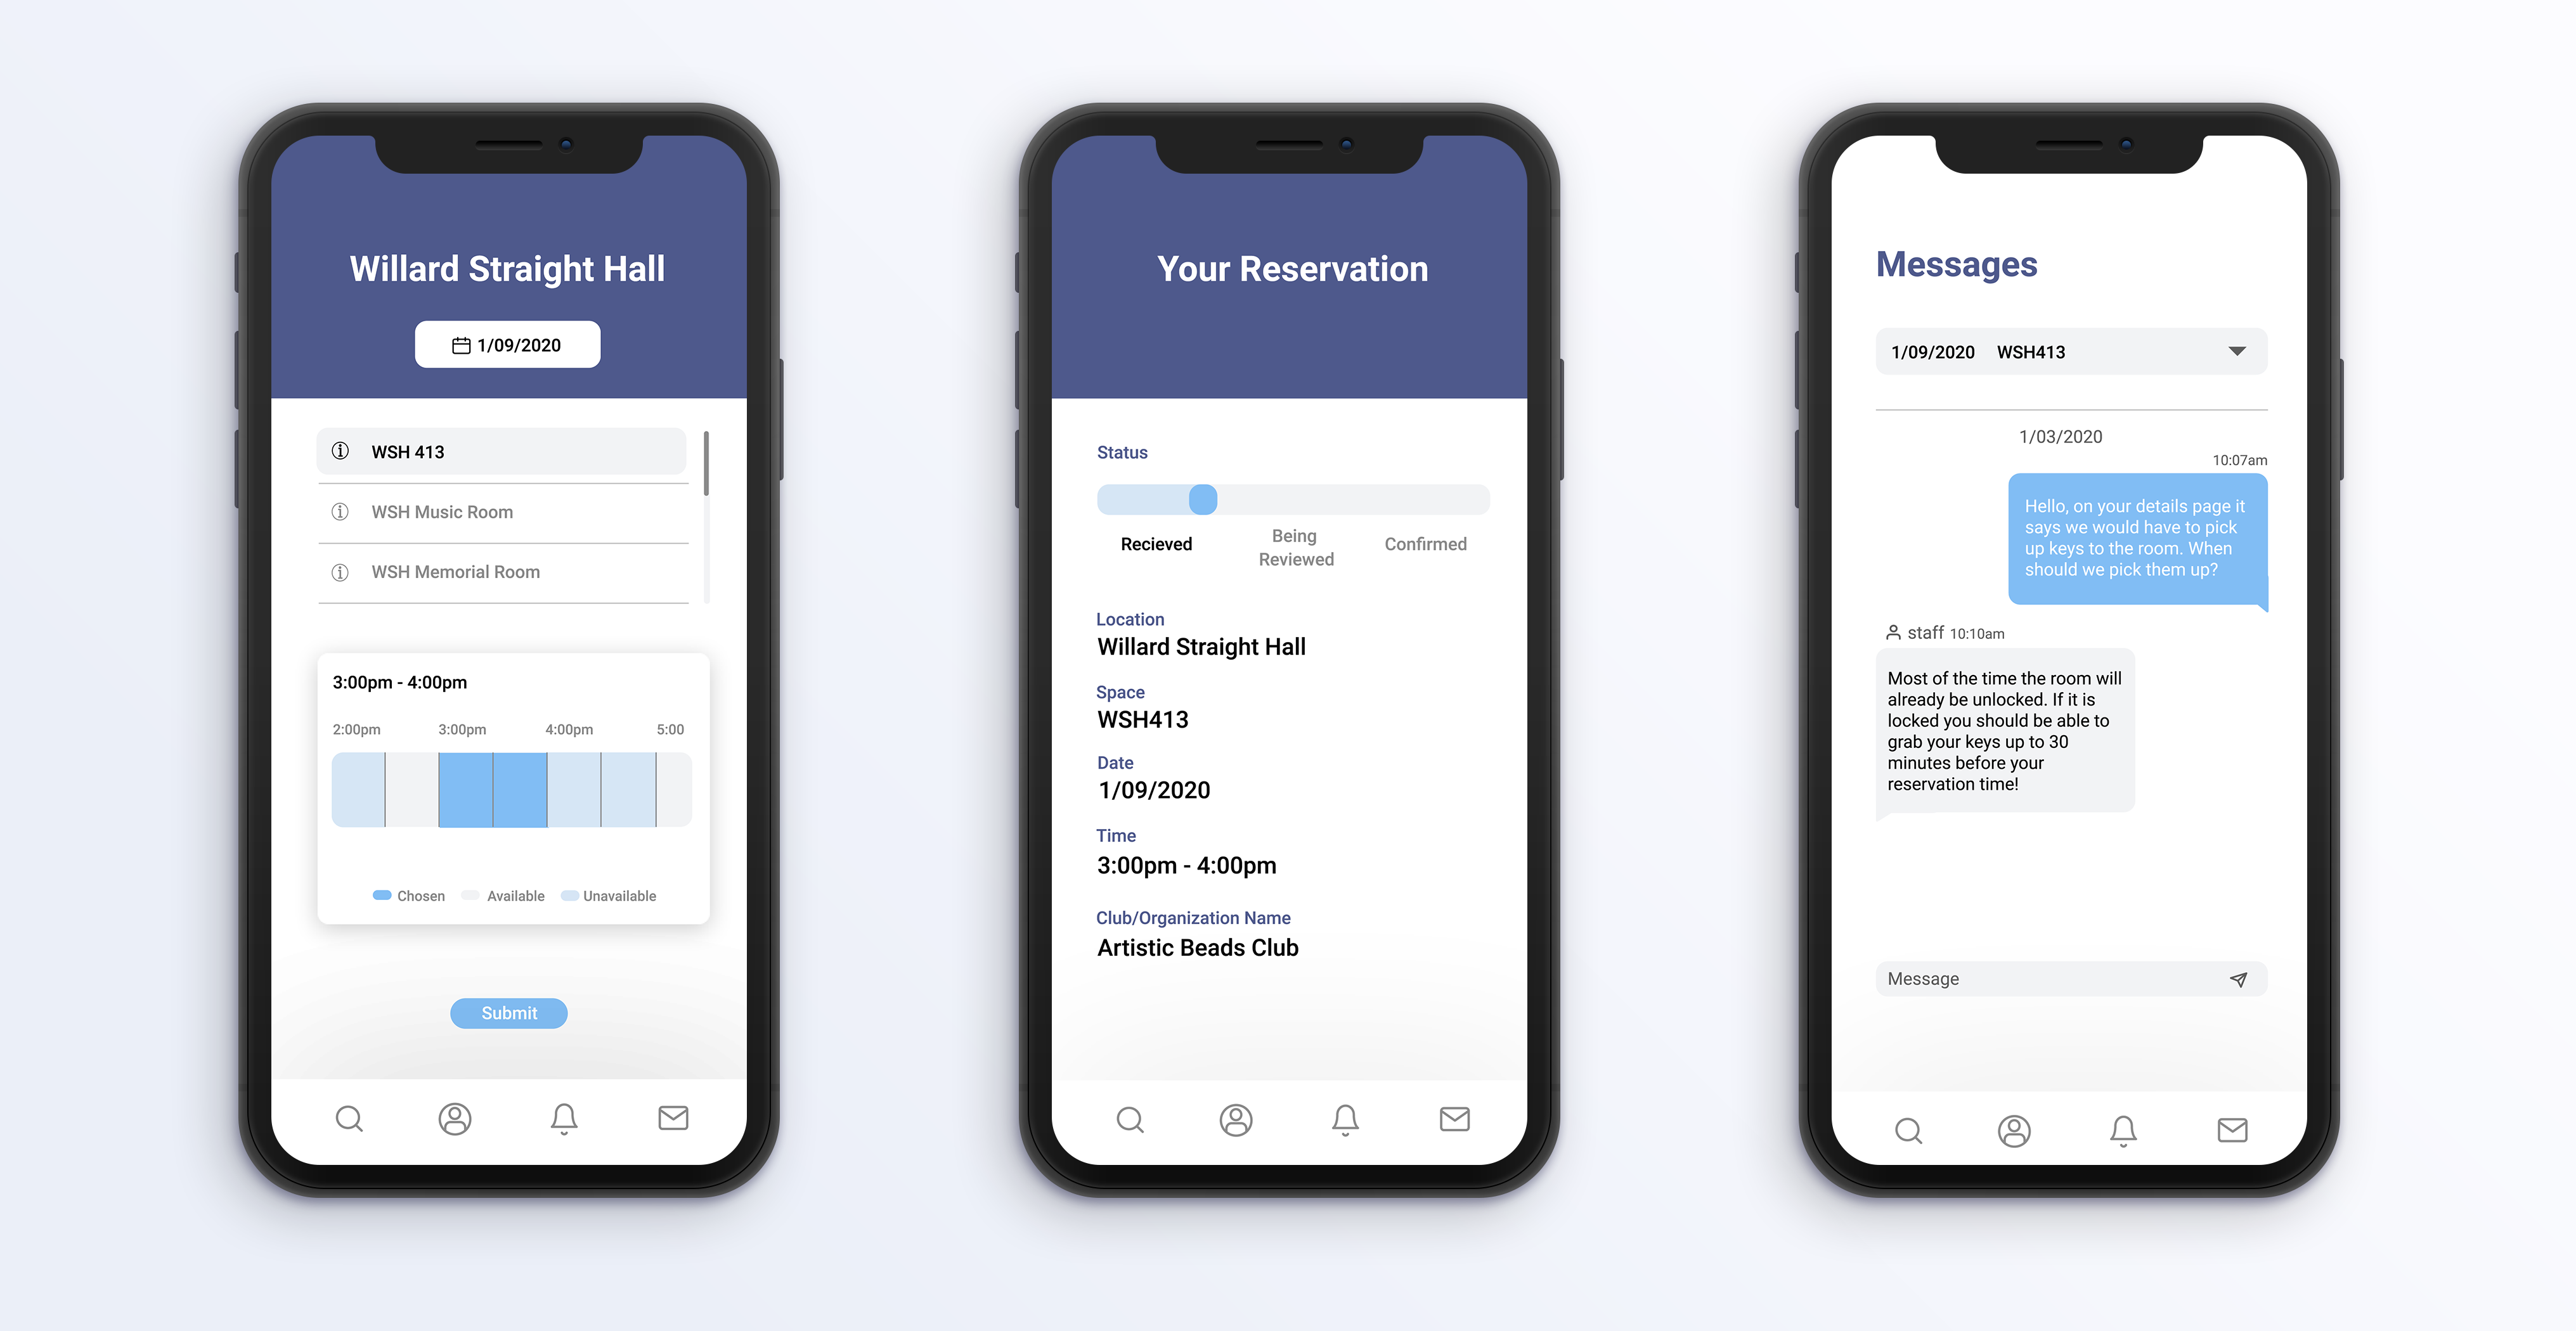 Willard Straight Hall
1/09/2020
WSH 413
WSH Music Room
WSH Memorial Room
3:00pm - 4:00pm
2:00pm 3:00pm 4:00pm 5:00
Chosen Available Unavailable
Submit
Your Reservation
Status
Recieved Being Reviewed Confirmed
Location
Willard Straight Hall
Space
WSH413
Date
1/09/2020
Time
3:00pm - 4:00pm
Club/Organization Name
Artistic Beads Club
Messages
1/09/2020 WSH413
1/03/2020
10:07am
Hello, on your details page it
says we would have to pick
up keys to the room. When
should we pick them up?
staff 10:10am
Most of the time the room will
already be unlocked. If it is
locked you should be able to
grab your keys up to 30
minutes before your
reservation time!
Message